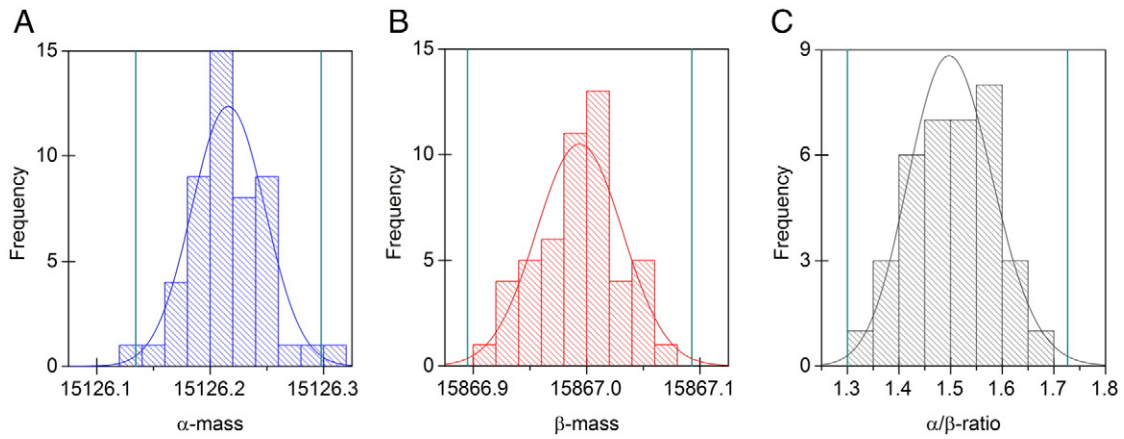 A
15
10
5
0
Frequency
15126.1
15126.2
15126.3
α-mass
B
15
10
5
0
Frequency
15866.9
15867.0
15867.1
β-mass
C
9
6
3
0
Frequency
1.3
1.4
1.5
1.6
1.7
1.8
α/β-ratio